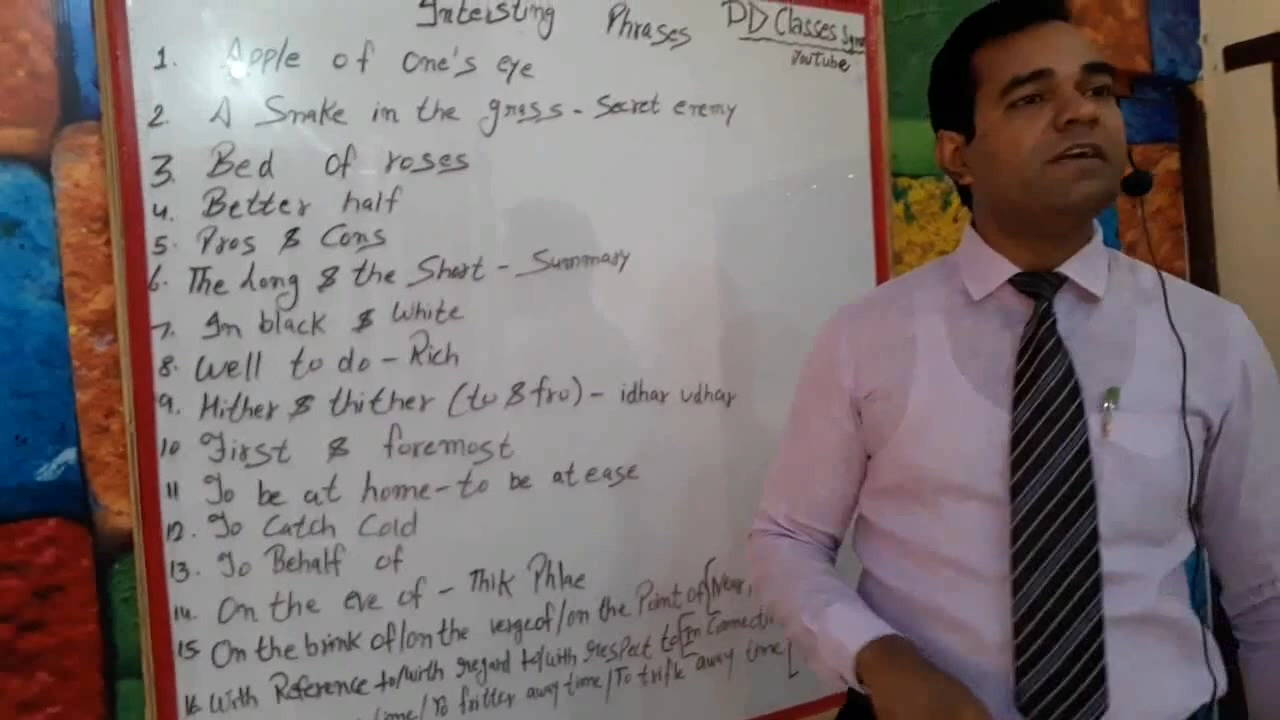 Intersting Phrases
DD Classes
YouTube
1. Apple of one's eye
2. A Snake in the grass - Secret enemy
3. Bed of roses
4. Better half
5. Pros & Cons
6. The Long & the Short - Summary
7. In black & White
8. Well to do - Rich
9. Hither & thither (to & fro) - idhar udhar
10 First & foremost
11 To be at home - to be at ease
12. To Catch Cold
13. To Behalf of
14. On the eve of - Thik Phle
15 On the brink of/on the verge of/on the Point of [Near,
16 With Reference to/with regard to/with respect to [In Connecti
time/To fritter away time/To away time [